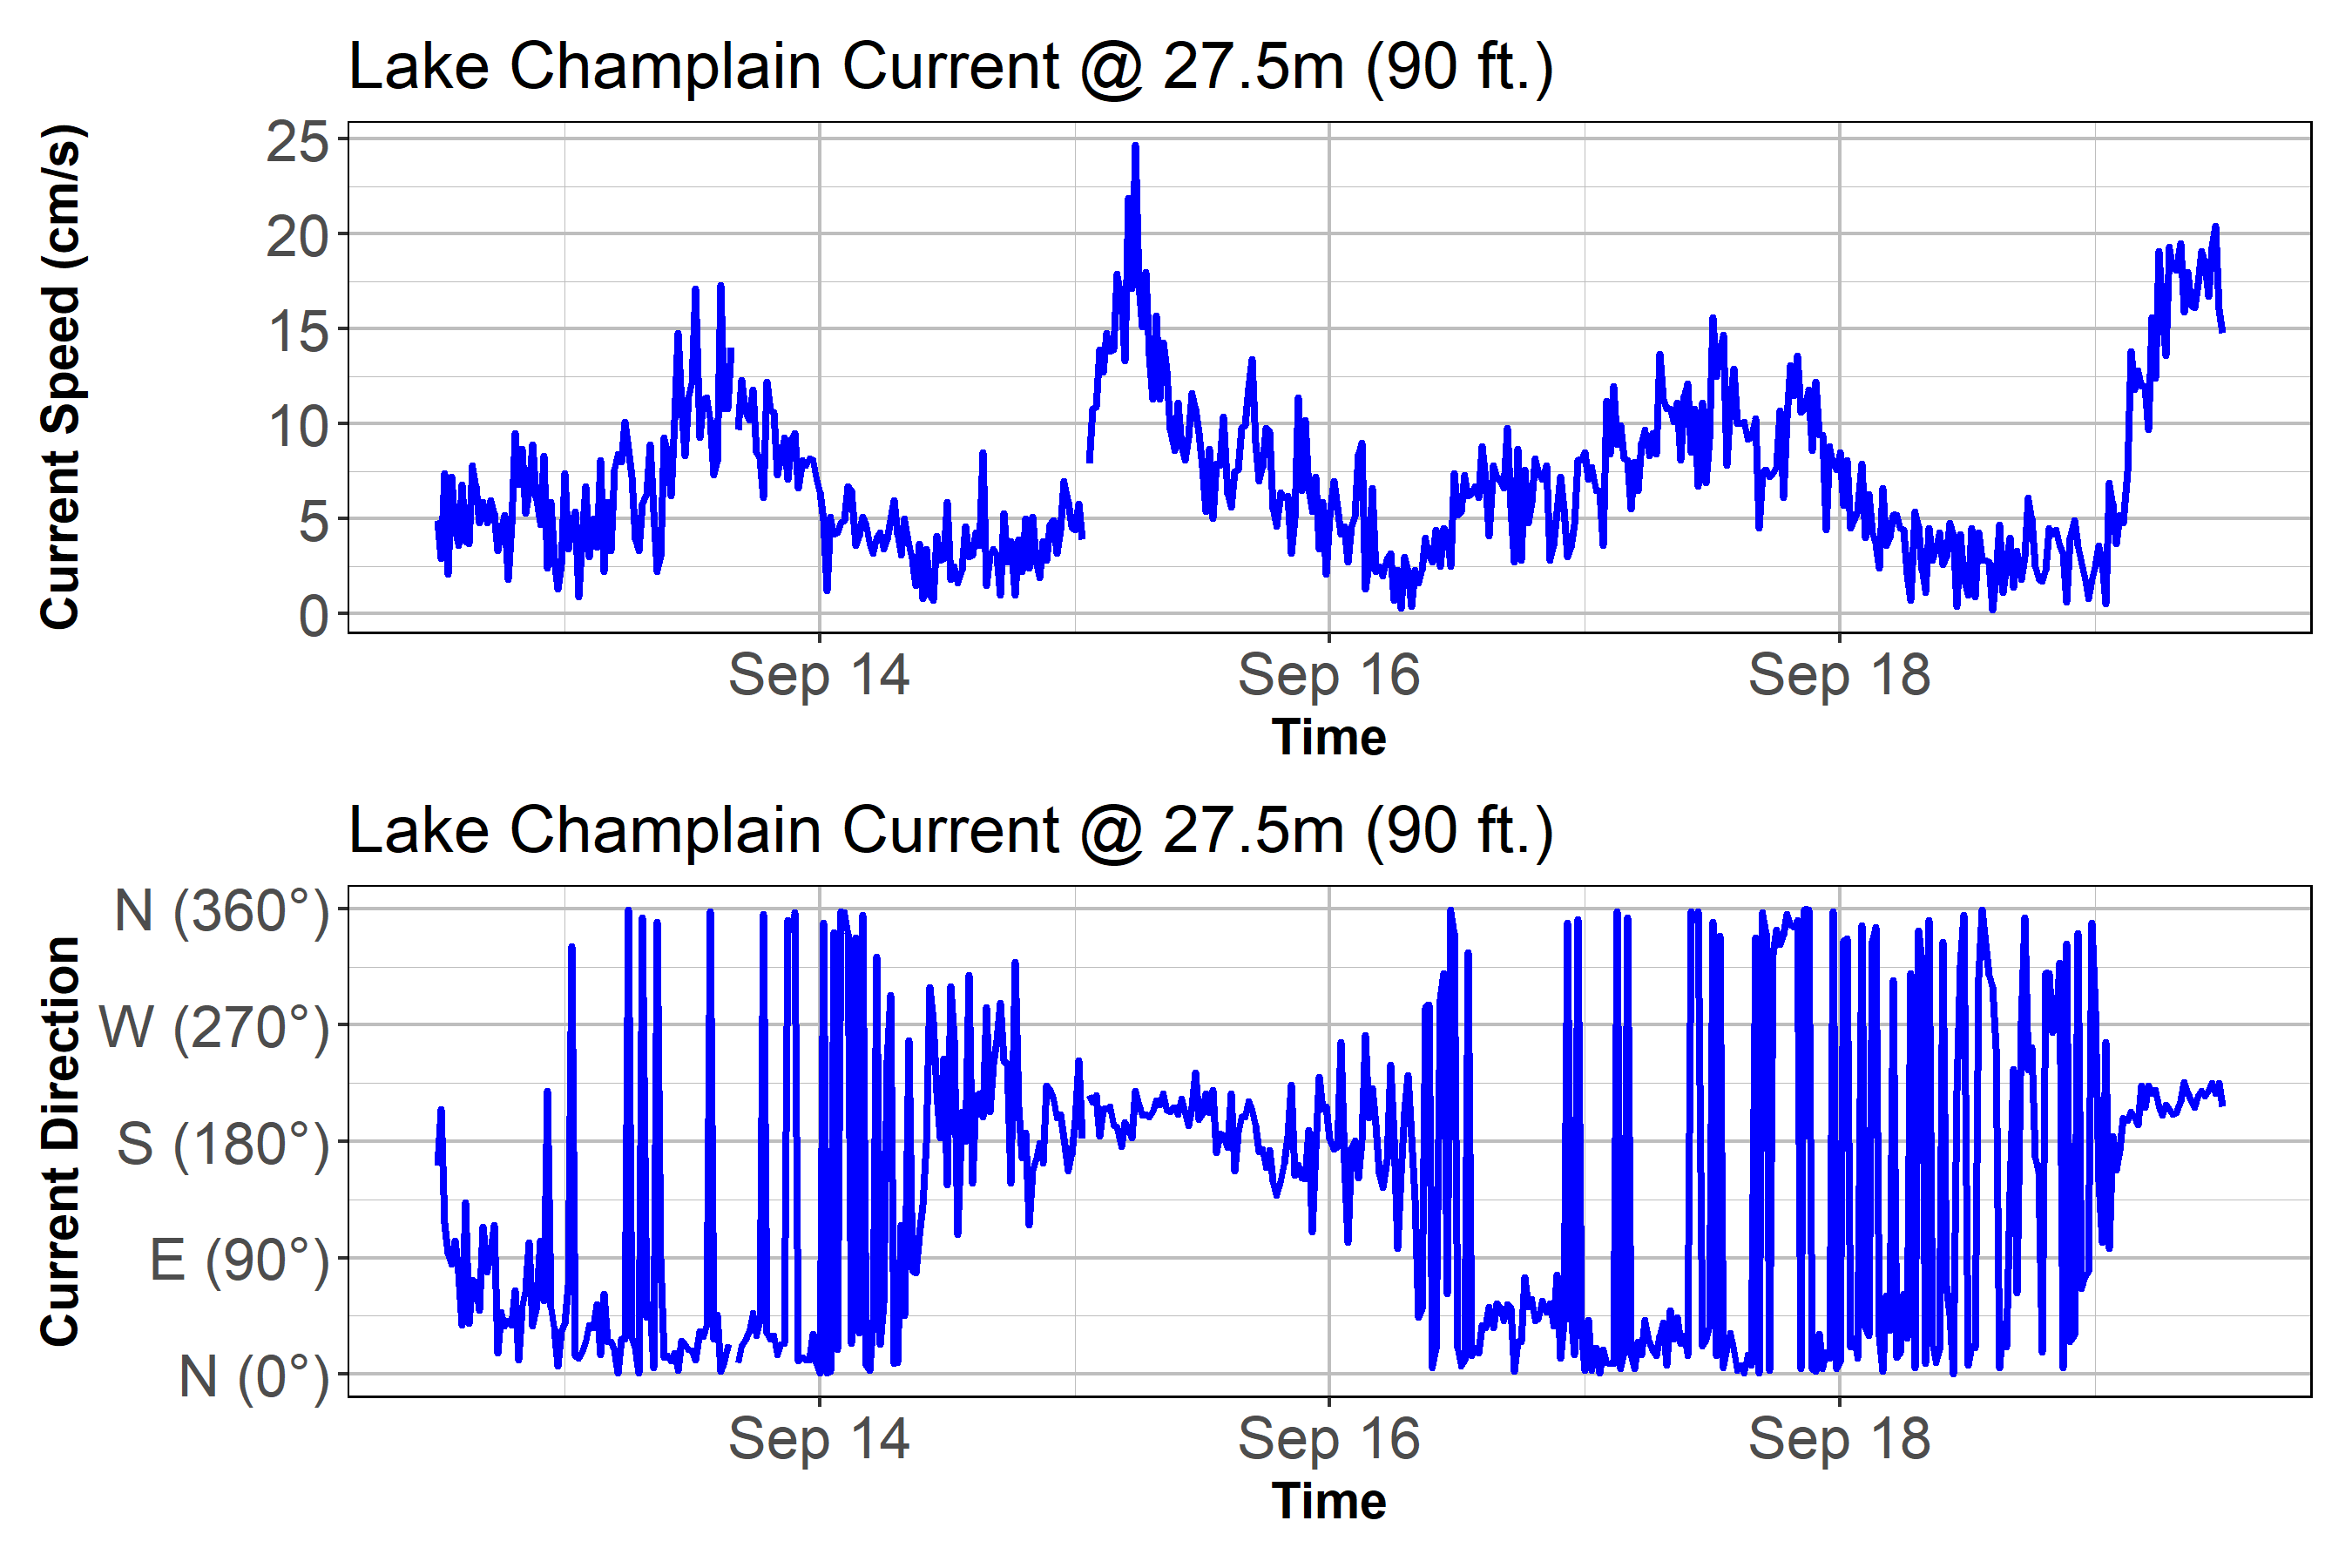 Lake Champlain Current @ 27.5m (90 ft.)
Current Speed (cm/s)
25
20
15
10
5
0
Sep 14 Sep 16 Sep 18
Time
Lake Champlain Current @ 27.5m (90 ft.)
Current Direction
N (360°)
W (270°)
S (180°)
E (90°)
N (0°)
Sep 14 Sep 16 Sep 18
Time